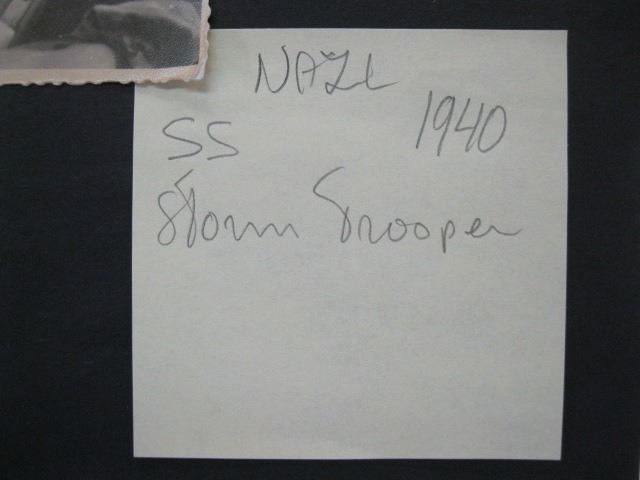 NAZI
SS 1940
Storm Trooper